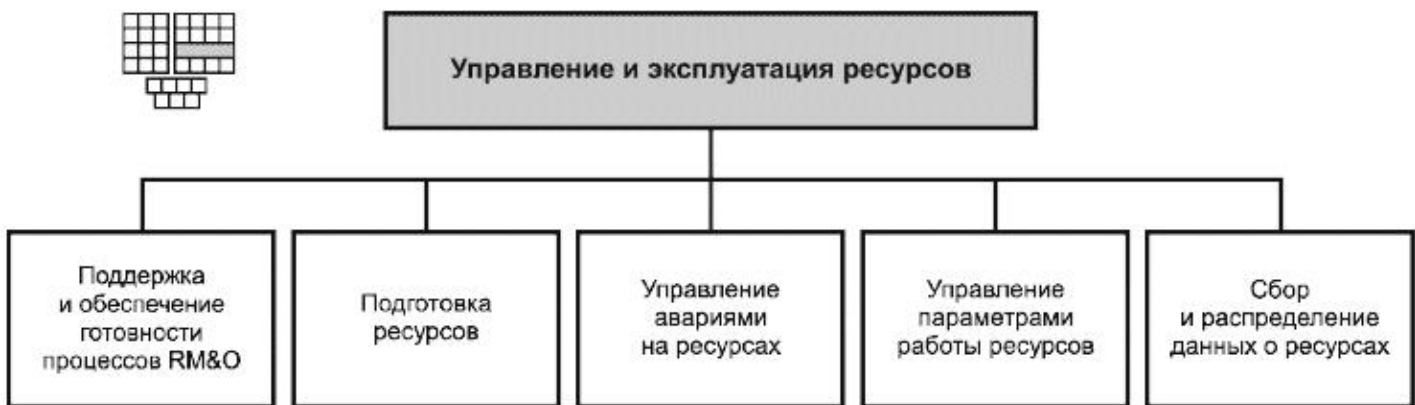 Управление и эксплуатация ресурсов
Поддержка
и обеспечение
готовности
процессов RM&O
Подготовка
ресурсов
Управление
авариями
на ресурсах
Управление
параметрами
работы ресурсов
Сбор
и распределение
данных о ресурсах